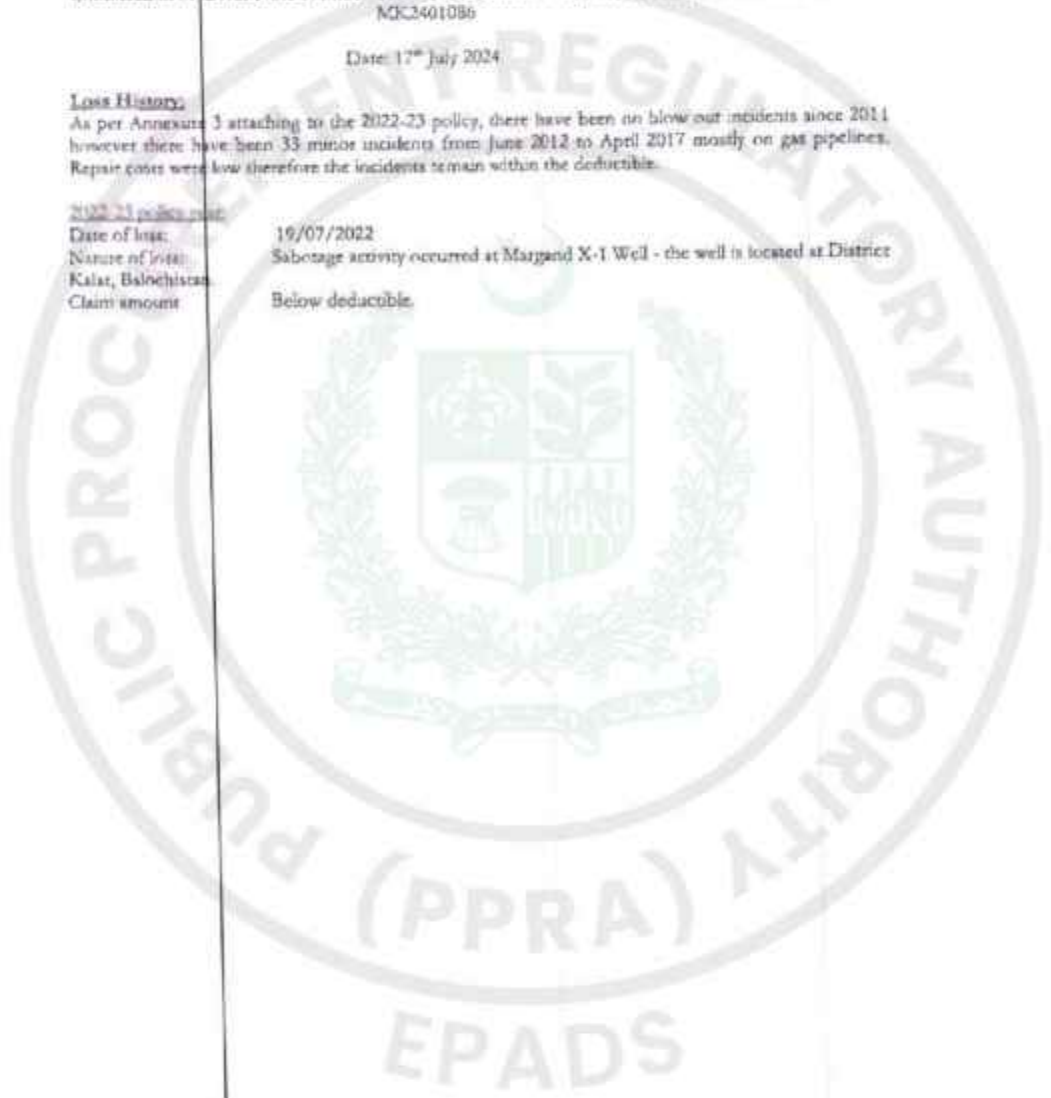 MK2401086
Date: 17th July 2024
Loss History:
As per Annexure 3 attaching to the 2022-23 policy, there have been no blow out incidents since 2011
however there have been 33 minor incidents from June 2012 to April 2017 mostly on gas pipelines.
Repair costs were low therefore the incidents remain within the deductible.
2022-23 policy year
Date of loss: 19/07/2022
Nature of loss: Sabotage activity occurred at Margand X-1 Well - the well is located at District
Kalat, Balochistan.
Claim amount Below deductible.
PUBLIC PROCUREMENT REGULATORY AUTHORITY
(PPRA)
EPADS